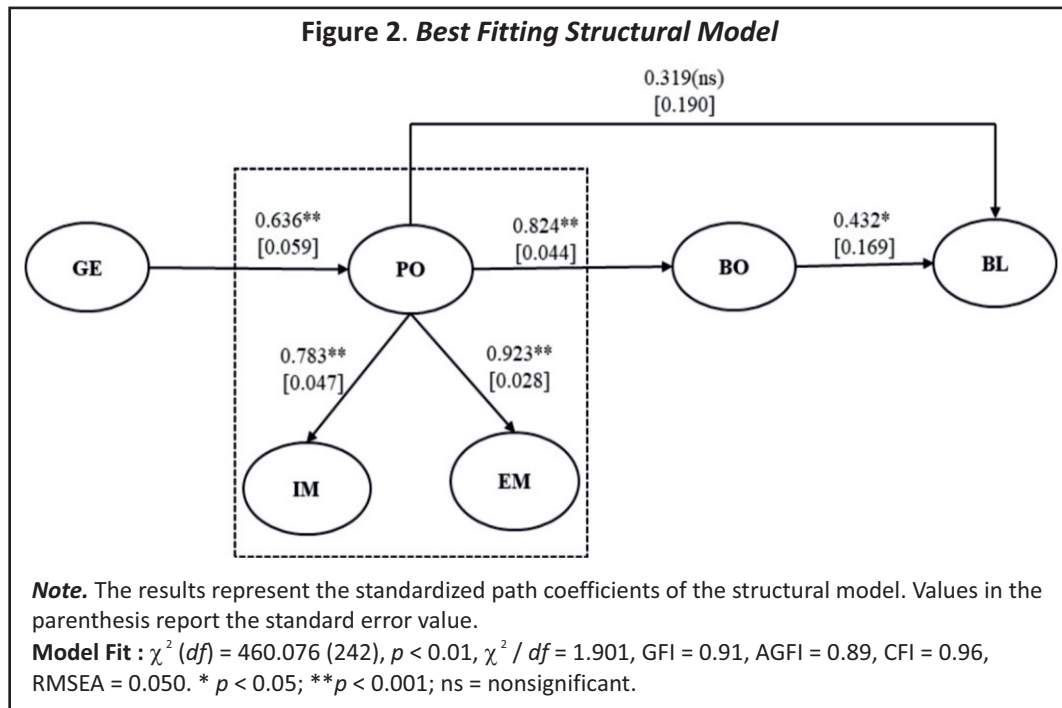 Figure 2. Best Fitting Structural Model
0.319(ns)
[0.190]
0.636**
[0.059]
0.824**
[0.044]
0.432*
[0.169]
GE
PO
BO
BL
0.783**
[0.047]
0.923**
[0.028]
IM
EM
Note. The results represent the standardized path coefficients of the structural model. Values in the
parenthesis report the standard error value.
Model Fit : χ² (df) = 460.076 (242), p < 0.01, χ² / df = 1.901, GFI = 0.91, AGFI = 0.89, CFI = 0.96,
RMSEA = 0.050. * p < 0.05; **p < 0.001; ns = nonsignificant.